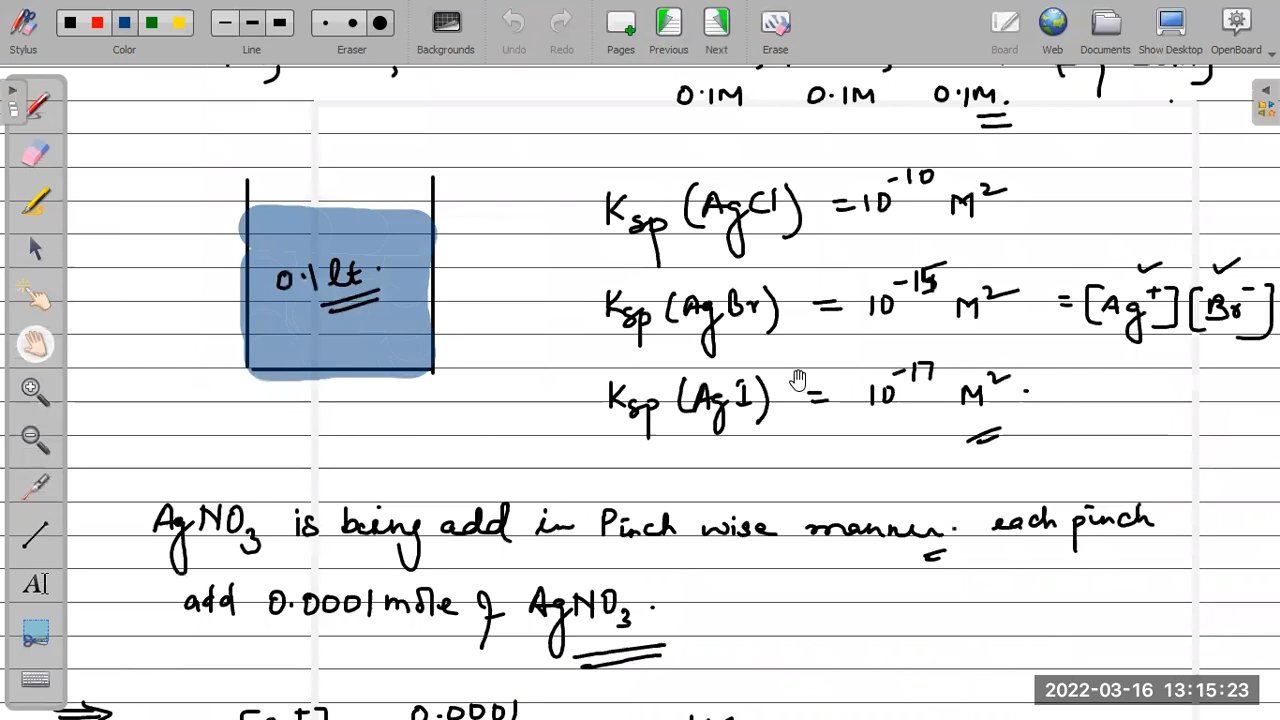 Stylus Color Line Eraser Backgrounds Undo Redo Pages Previous Next Erase Board Web Documents Show Desktop OpenBoard
0.1M 0.1M 0.1M.
Ksp (AgCl) = 10^-10 M^2
0.1 lt.
Ksp (AgBr) = 10^-15 M^2 = [Ag^+][Br^-]
Ksp (AgI) = 10^-17 M^2.
AgNO3 is being add in Pinch wise manner. each pinch
add 0.0001 mole of AgNO3.
0.0001
2022-03-16 13:15:23